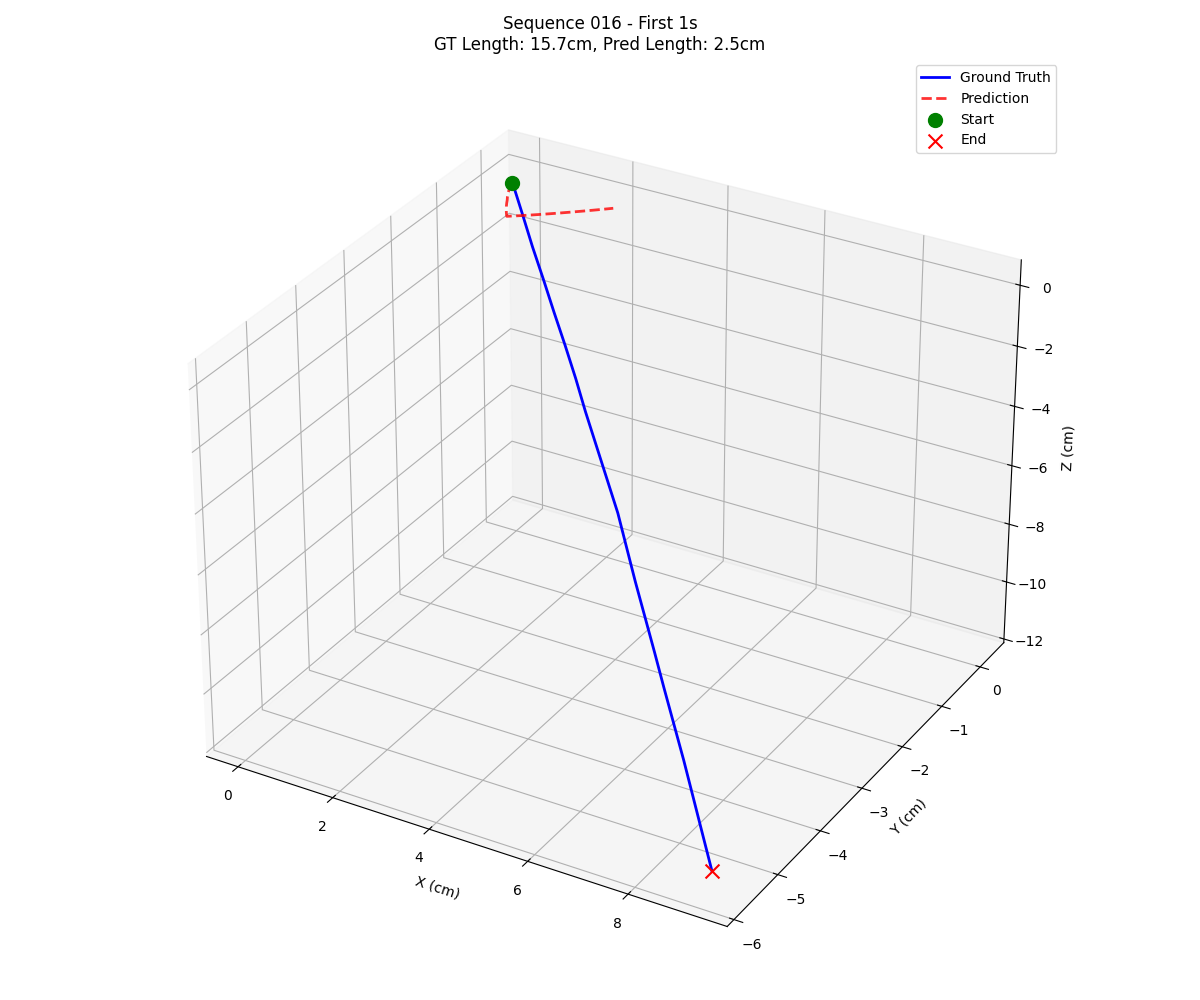 Sequence 016 - First 1s
GT Length: 15.7cm, Pred Length: 2.5cm
Ground Truth
Prediction
Start
End
0
−2
−4
−6
−8
−10
−12
Z (cm)
0
−1
−2
−3
−4
−5
−6
Y (cm)
0
2
4
6
8
X (cm)